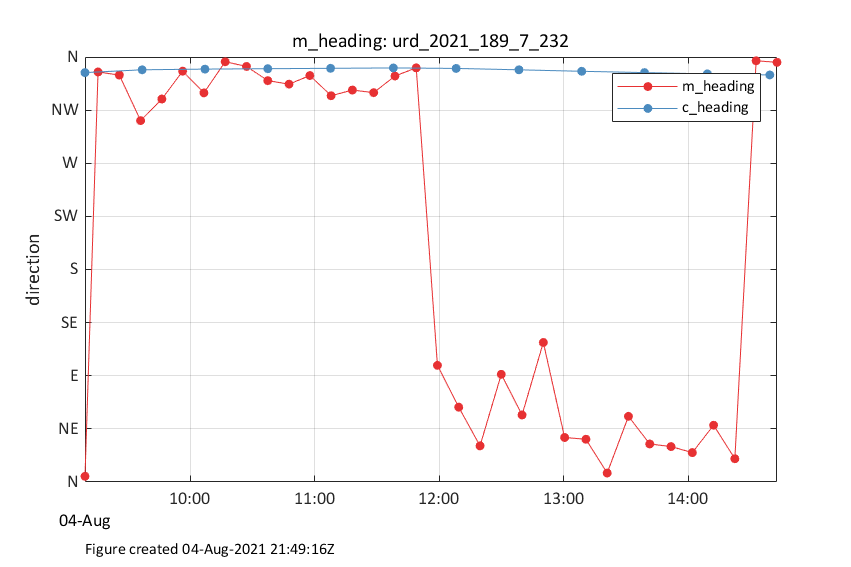 m_heading: urd_2021_189_7_232
N
NW
W
SW
S
SE
E
NE
N
direction
m_heading
c_heading
10:00 11:00 12:00 13:00 14:00
04-Aug
Figure created 04-Aug-2021 21:49:16Z